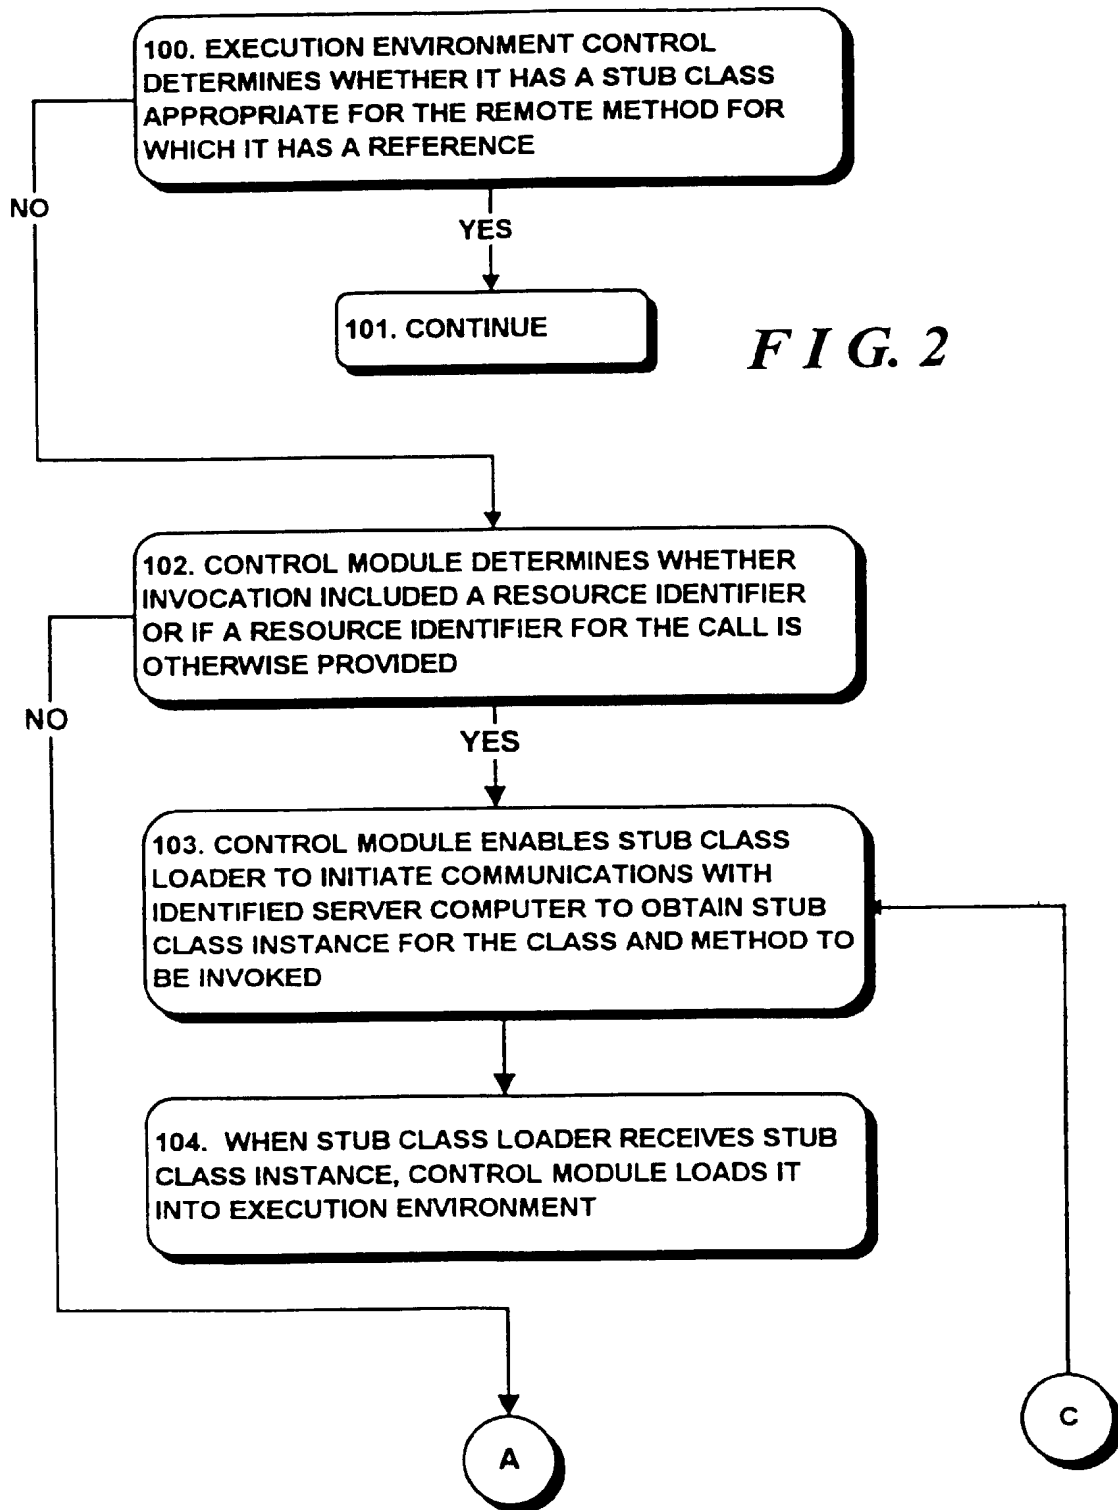 100. EXECUTION ENVIRONMENT CONTROL
DETERMINES WHETHER IT HAS A STUB CLASS
APPROPRIATE FOR THE REMOTE METHOD FOR
WHICH IT HAS A REFERENCE
NO
YES
101. CONTINUE
FIG. 2
102. CONTROL MODULE DETERMINES WHETHER
INVOCATION INCLUDED A RESOURCE IDENTIFIER
OR IF A RESOURCE IDENTIFIER FOR THE CALL IS
OTHERWISE PROVIDED
NO
YES
103. CONTROL MODULE ENABLES STUB CLASS
LOADER TO INITIATE COMMUNICATIONS WITH
IDENTIFIED SERVER COMPUTER TO OBTAIN STUB
CLASS INSTANCE FOR THE CLASS AND METHOD TO
BE INVOKED
104. WHEN STUB CLASS LOADER RECEIVES STUB
CLASS INSTANCE, CONTROL MODULE LOADS IT
INTO EXECUTION ENVIRONMENT
C
A